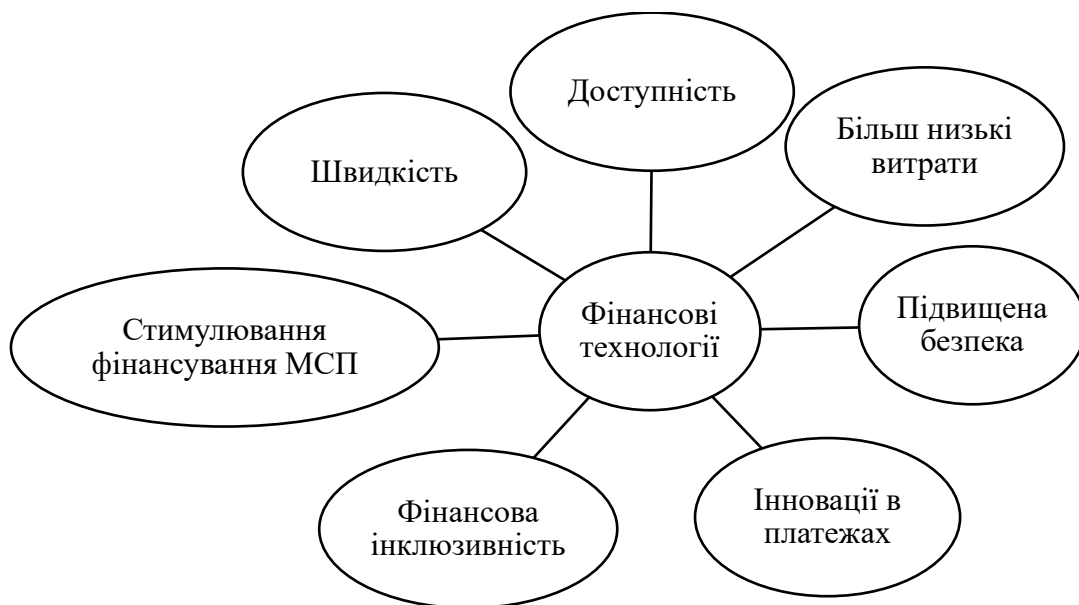 Доступність
Більш низькі
витрати
Швидкість
Підвищена
безпека
Фінансові
технології
Стимулювання
фінансування МСП
Фінансова
інклюзивність
Інновації в
платежах